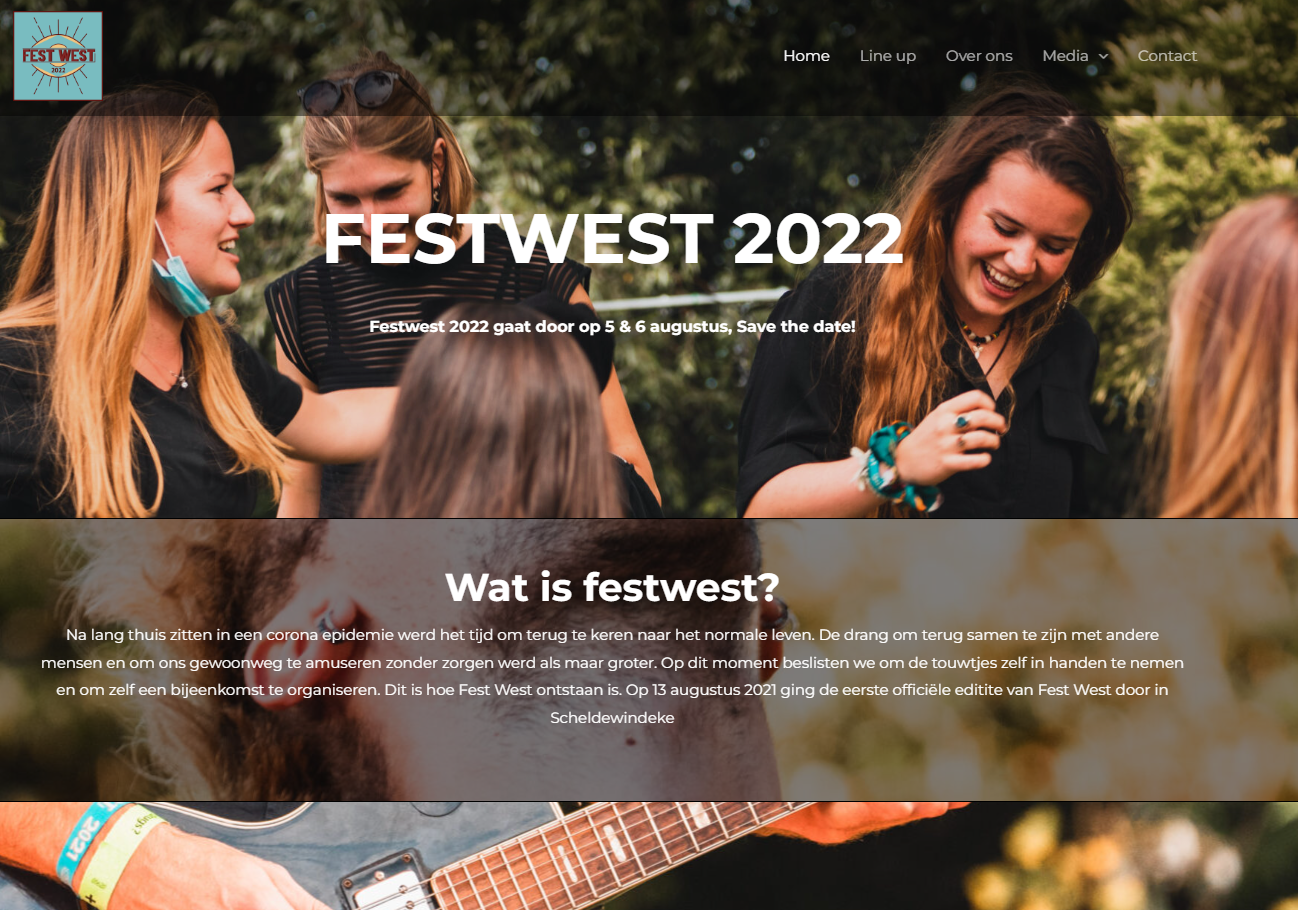 FEST WEST
2022
Home Line up Over ons Media Contact
FESTWEST 2022
Festwest 2022 gaat door op 5 & 6 augustus, Save the date!
Wat is festwest?
Na lang thuis zitten in een corona epidemie werd het tijd om terug te keren naar het normale leven. De drang om terug samen te zijn met andere
mensen en om ons gewoonweg te amuseren zonder zorgen werd als maar groter. Op dit moment beslisten we om de touwtjes zelf in handen te nemen
en om zelf een bijeenkomst te organiseren. Dit is hoe Fest West ontstaan is. Op 13 augustus 2021 ging de eerste officiële editite van Fest West door in
Scheldewindeke
2021